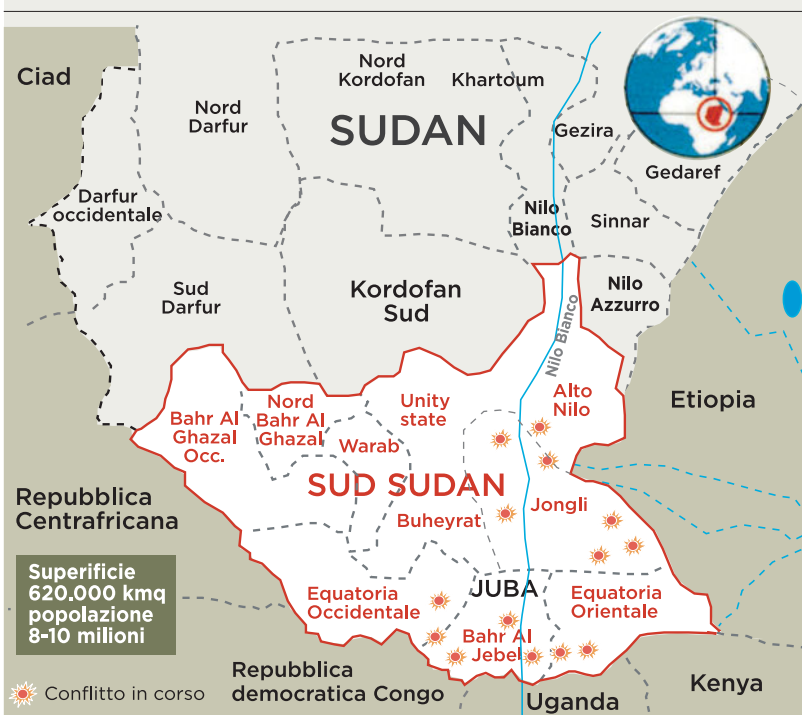 Ciad
Nord
Kordofan
Khartoum
Nord
Darfur
SUDAN
Gezira
Gedaref
Darfur
occidentale
Nilo
Bianco
Sinnar
Sud
Darfur
Kordofan
Sud
Nilo
Azzurro
Nilo Bianco
Etiopia
Bahr Al
Ghazal
Occ.
Nord
Bahr Al
Ghazal
Unity
state
Alto
Nilo
Warab
SUD SUDAN
Repubblica
Centrafricana
Buheyrat
Jongli
Superificie
620.000 kmq
popolazione
8-10 milioni
Equatoria
Occidentale
JUBA
Equatoria
Orientale
Bahr Al
Jebel
Repubblica
democratica Congo
Uganda
Kenya
Conflitto in corso